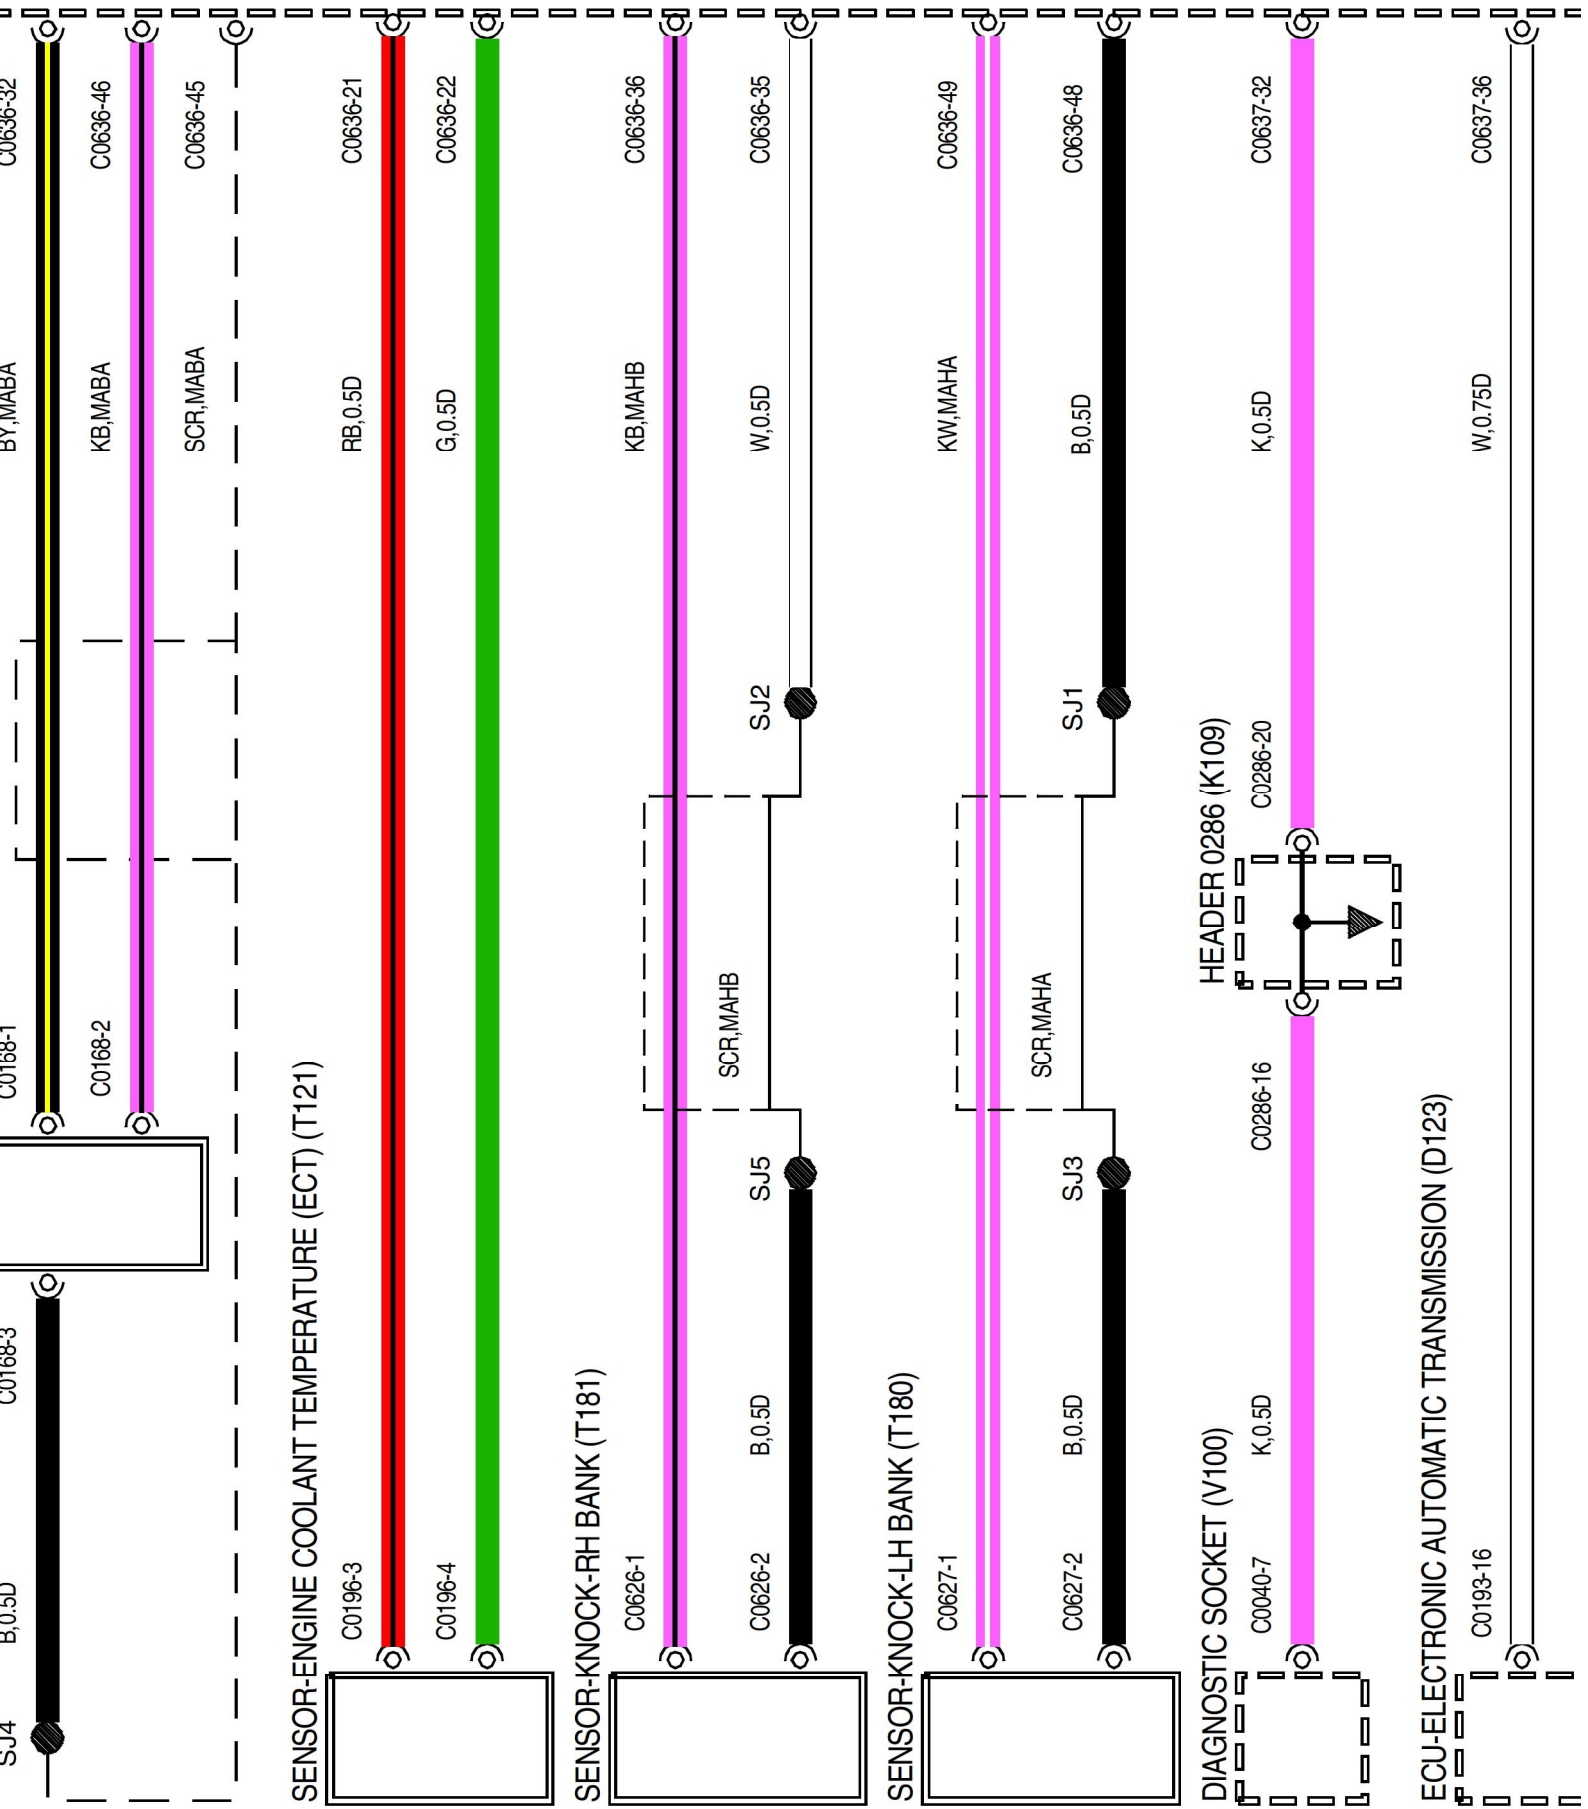 C0636-32
C0636-46
C0636-45
C0636-21
C0636-22
C0636-36
C0636-35
C0636-49
C0636-48
C0637-32
C0637-36
BY,MABA
KB,MABA
SCR,MABA
RB,0.5D
G,0.5D
KB,MAHB
W,0.5D
KW,MAHA
B,0.5D
K,0.5D
W,0.75D
SJ2
SJ1
C0286-20
HEADER 0286 (K109)
SCR,MAHB
SCR,MAHA
C0168-1
C0168-2
C0286-16
SJ5
SJ3
C0168-3
B,0.5D
B,0.5D
B,0.5D
K,0.5D
C0196-3
C0196-4
C0626-1
C0626-2
C0627-1
C0627-2
C0040-7
C0193-16
SJ4
SENSOR-ENGINE COOLANT TEMPERATURE (ECT) (T121)
SENSOR-KNOCK-RH BANK (T181)
SENSOR-KNOCK-LH BANK (T180)
DIAGNOSTIC SOCKET (V100)
ECU-ELECTRONIC AUTOMATIC TRANSMISSION (D123)